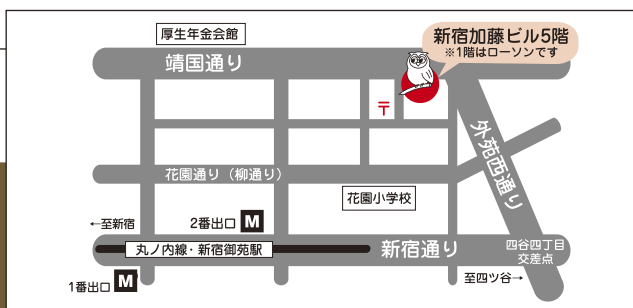 厚生年金会館
新宿加藤ビル5階
※1階はローソンです
靖国通り
〒
外苑西通り
花園通り（柳通り）
花園小学校
←至新宿
2番出口 M
丸ノ内線・新宿御苑駅
新宿通り
四谷四丁目
交差点
1番出口 M
至四ツ谷→